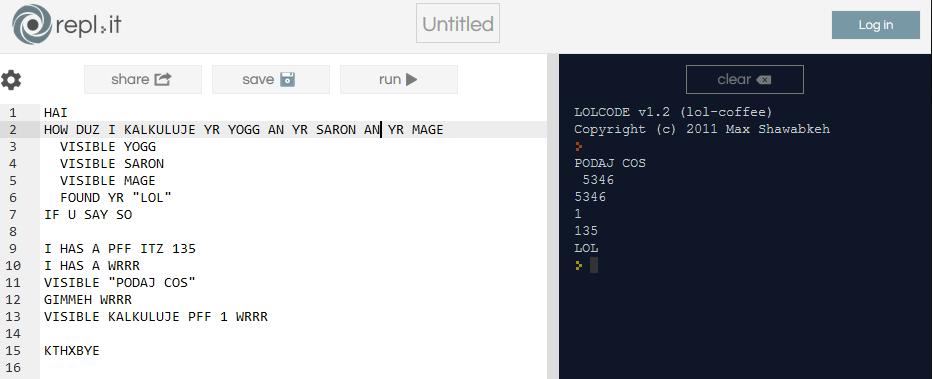 repl.it
Untitled
Log in
share
save
run
clear
1 HAI
2 HOW DUZ I KALKULUJE YR YOGG AN YR SARON AN YR MAGE
3 VISIBLE YOGG
4 VISIBLE SARON
5 VISIBLE MAGE
6 FOUND YR "LOL"
7 IF U SAY SO
8
9 I HAS A PFF ITZ 135
10 I HAS A WRRR
11 VISIBLE "PODAJ COS"
12 GIMMEH WRRR
13 VISIBLE KALKULUJE PFF 1 WRRR
14
15 KTHXBYE
16
LOLCODE v1.2 (lol-coffee)
Copyright (c) 2011 Max Shawabkeh
PODAJ COS
5346
5346
1
135
LOL